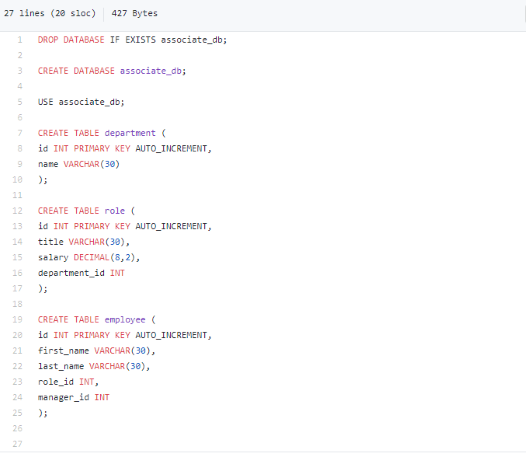 27 lines (20 sloc) 427 Bytes
1 DROP DATABASE IF EXISTS associate_db;
2
3 CREATE DATABASE associate_db;
4
5 USE associate_db;
6
7 CREATE TABLE department (
8 id INT PRIMARY KEY AUTO_INCREMENT,
9 name VARCHAR(30)
10 );
11
12 CREATE TABLE role (
13 id INT PRIMARY KEY AUTO_INCREMENT,
14 title VARCHAR(30),
15 salary DECIMAL(8,2),
16 department_id INT
17 );
18
19 CREATE TABLE employee (
20 id INT PRIMARY KEY AUTO_INCREMENT,
21 first_name VARCHAR(30),
22 last_name VARCHAR(30),
23 role_id INT,
24 manager_id INT
25 );
26
27